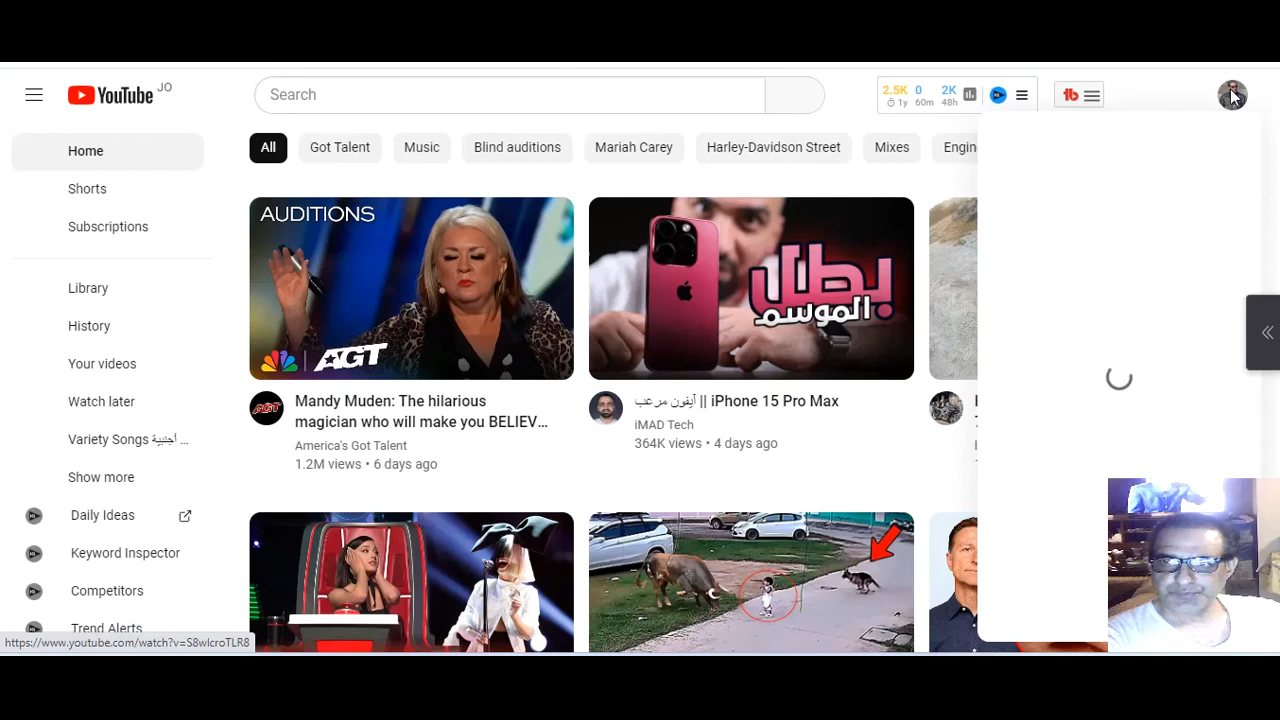 YouTube JO
Search
2.5K 0 2K
1y 60m 48h
Home
Shorts
Subscriptions
Library
History
Your videos
Watch later
Variety Songs أجنبية ...
Show more
Daily Ideas
Keyword Inspector
Competitors
Trend Alerts
All
Got Talent
Music
Blind auditions
Mariah Carey
Harley-Davidson Street
Mixes
Engin
AUDITIONS
AGT
Mandy Muden: The hilarious
magician who will make you BELIEV...
America's Got Talent
1.2M views • 6 days ago
بطل
الموسم
آيفون مرعب || iPhone 15 Pro Max
iMAD Tech
364K views • 4 days ago
https://www.youtube.com/watch?v=S8wlcroTLR8